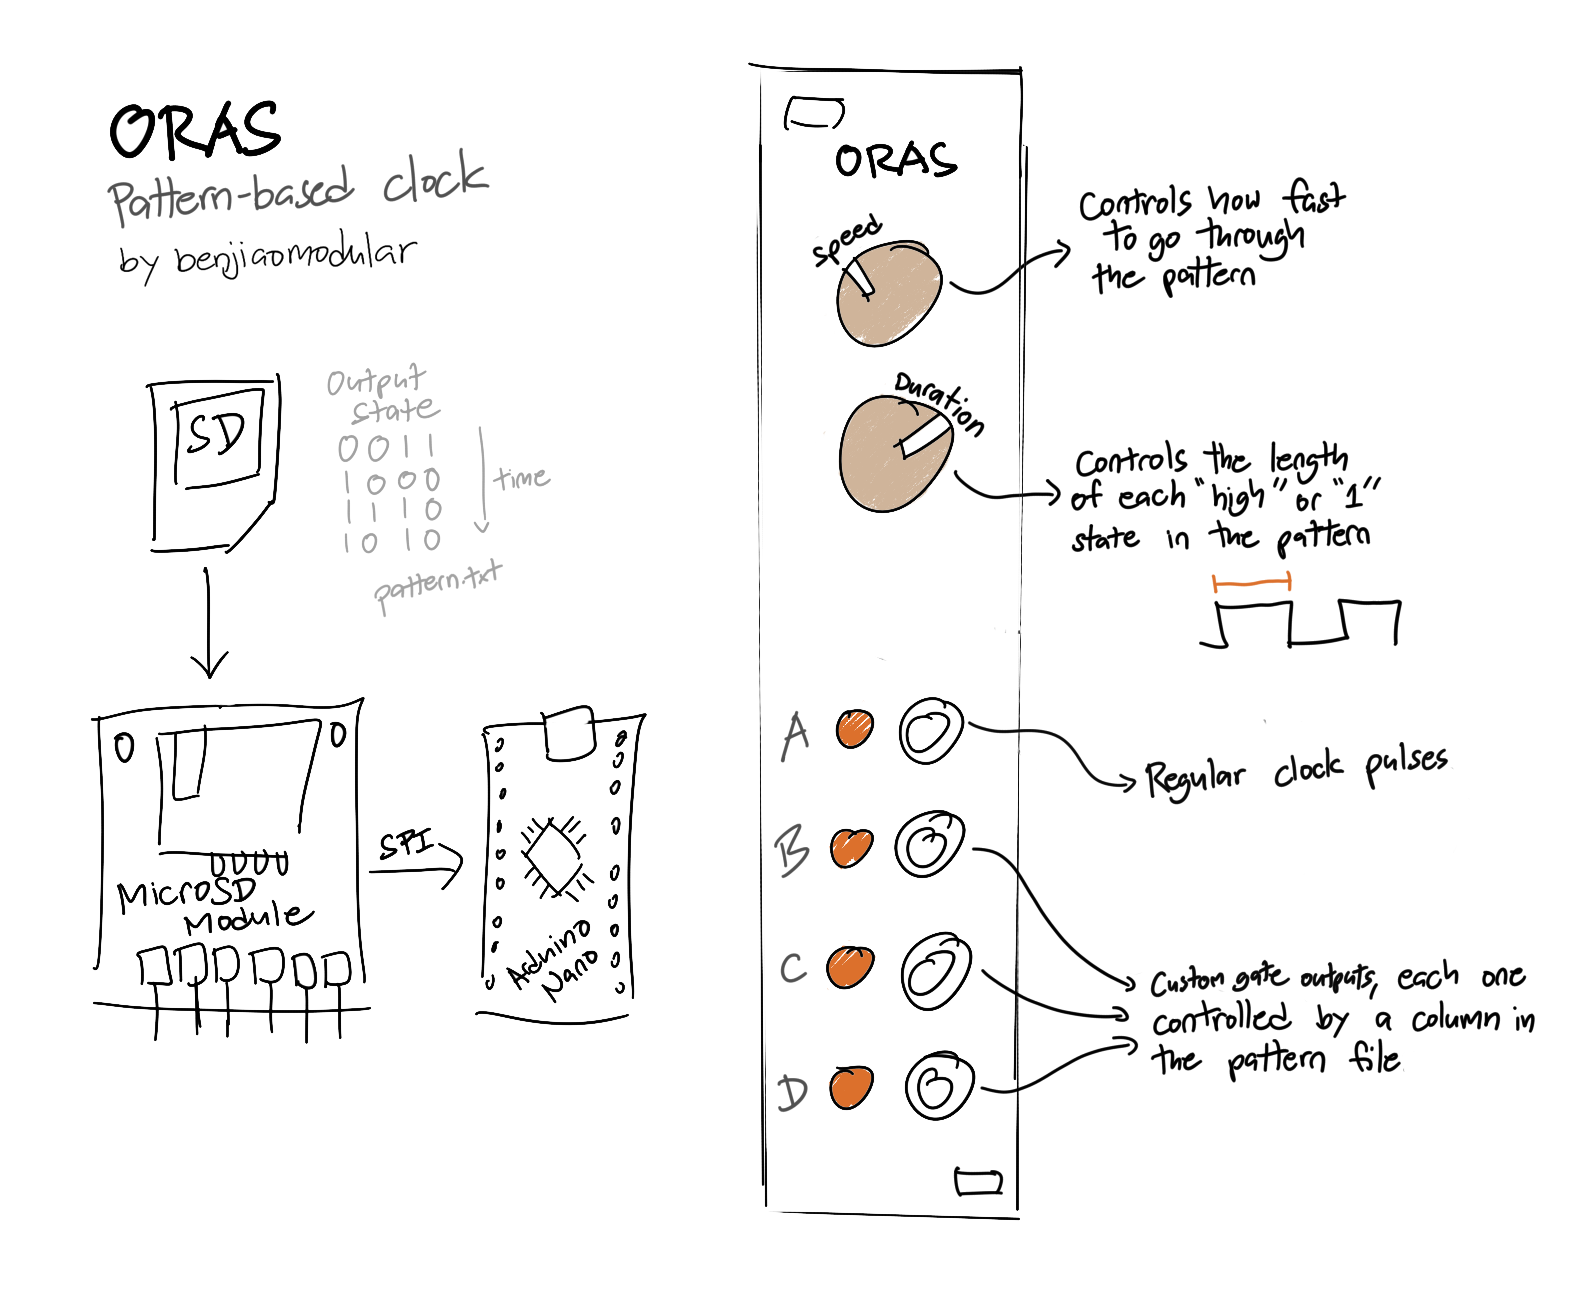 ORAS
Pattern-based clock
by benjiaomodular
SD
Output
state
0 0 1 1
1 0 0 0
1 1 1 0
1 0 1 0
time
pattern.txt
MicroSD
Module
SPI
Arduino
Nano
ORAS
Speed
Controls how fast
to go through
the pattern
Duration
Controls the length
of each "high" or "1"
state in the pattern
A
Regular clock pulses
B
C
D
Custom gate outputs, each one
controlled by a column in
the pattern file